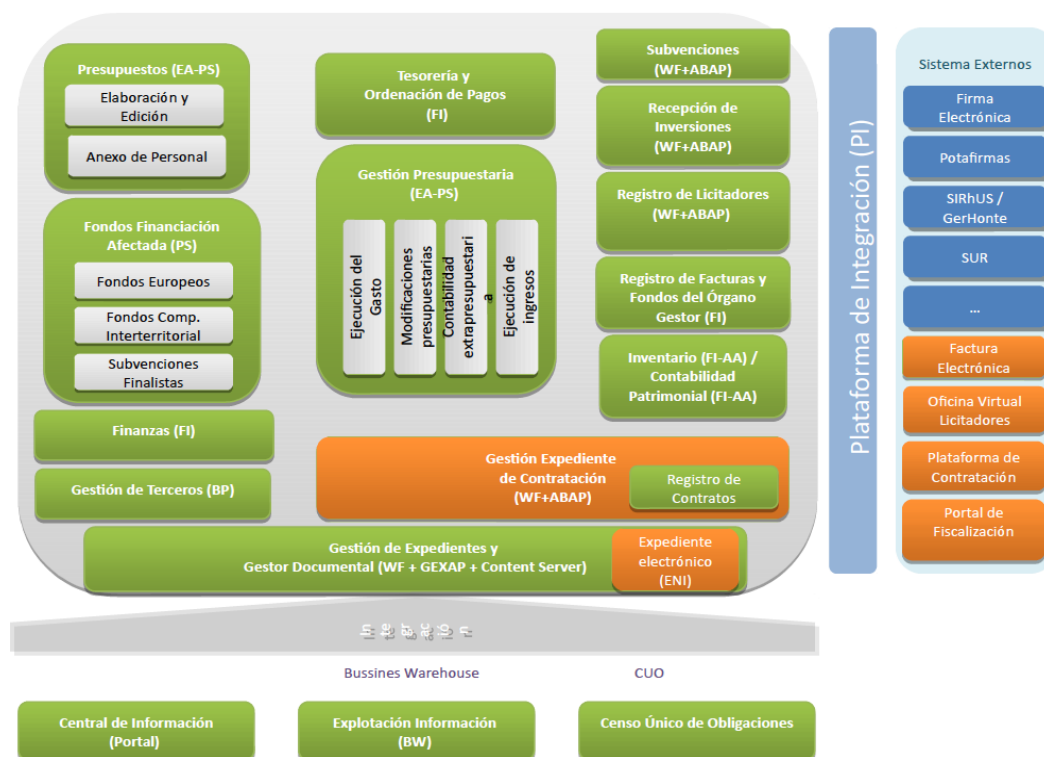 Presupuestos (EA-PS)
Elaboración y
Edición
Anexo de Personal
Fondos Financiación
Afectada (PS)
Fondos Europeos
Fondos Comp.
Interterritorial
Subvenciones
Finalistas
Finanzas (FI)
Gestión de Terceros (BP)
Tesorería y
Ordenación de Pagos
(FI)
Gestión Presupuestaria
(EA-PS)
Ejecución del
Gasto
Modificaciones
presupuestarias
Contabilidad
extrapresupuestari
a
Ejecución de
ingresos
Subvenciones
(WF+ABAP)
Recepción de
Inversiones
(WF+ABAP)
Registro de Licitadores
(WF+ABAP)
Registro de Facturas y
Fondos del Órgano
Gestor (FI)
Inventario (FI-AA) /
Contabilidad
Patrimonial (FI-AA)
Gestión Expediente
de Contratación
(WF+ABAP)
Registro de
Contratos
Gestión de Expedientes y
Gestor Documental (WF + GEXAP + Content Server)
Expediente
electrónico
(ENI)
Plataforma de Integración (PI)
Sistema Externos
Firma
Electrónica
Potafirmas
SIRhUS /
GerHonte
SUR
...
Factura
Electrónica
Oficina Virtual
Licitadores
Plataforma de
Contratación
Portal de
Fiscalización
In
te
gr
ac
ió
n
Bussines Warehouse
CUO
Central de Información
(Portal)
Explotación Información
(BW)
Censo Único de Obligaciones